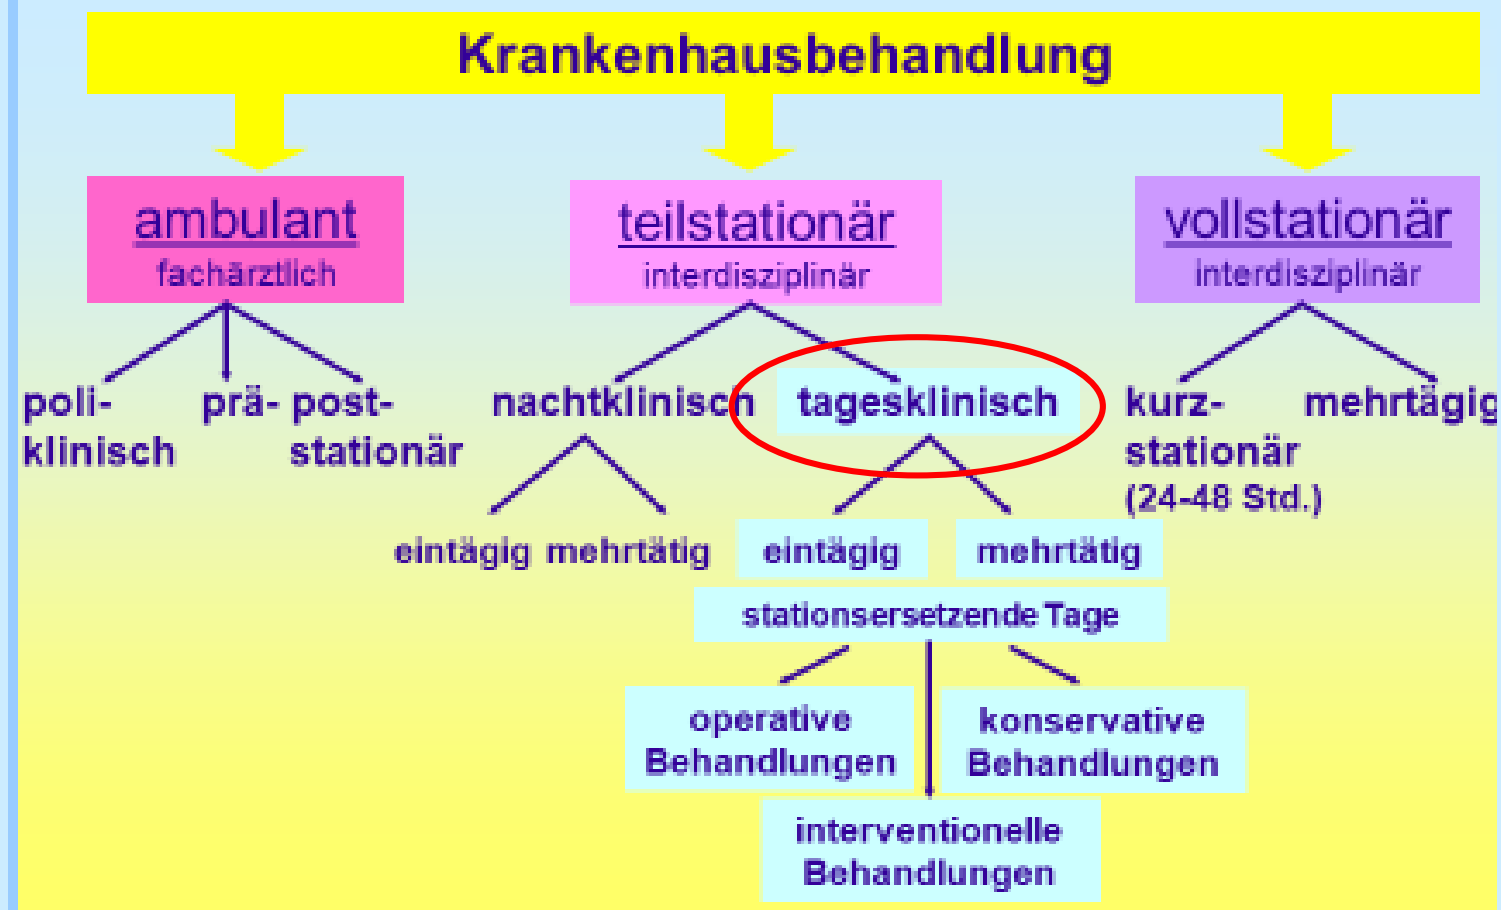 Krankenhausbehandlung
ambulant
fachärztlich
teilstationär
interdisziplinär
vollstationär
interdisziplinär
poli-
klinisch
prä-
post-
stationär
nachtklinisch
tagesklinisch
kurz-
stationär
(24-48 Std.)
mehrtägig
eintägig
mehrtätig
eintägig
mehrtätig
stationsersetzende Tage
operative
Behandlungen
konservative
Behandlungen
interventionelle
Behandlungen